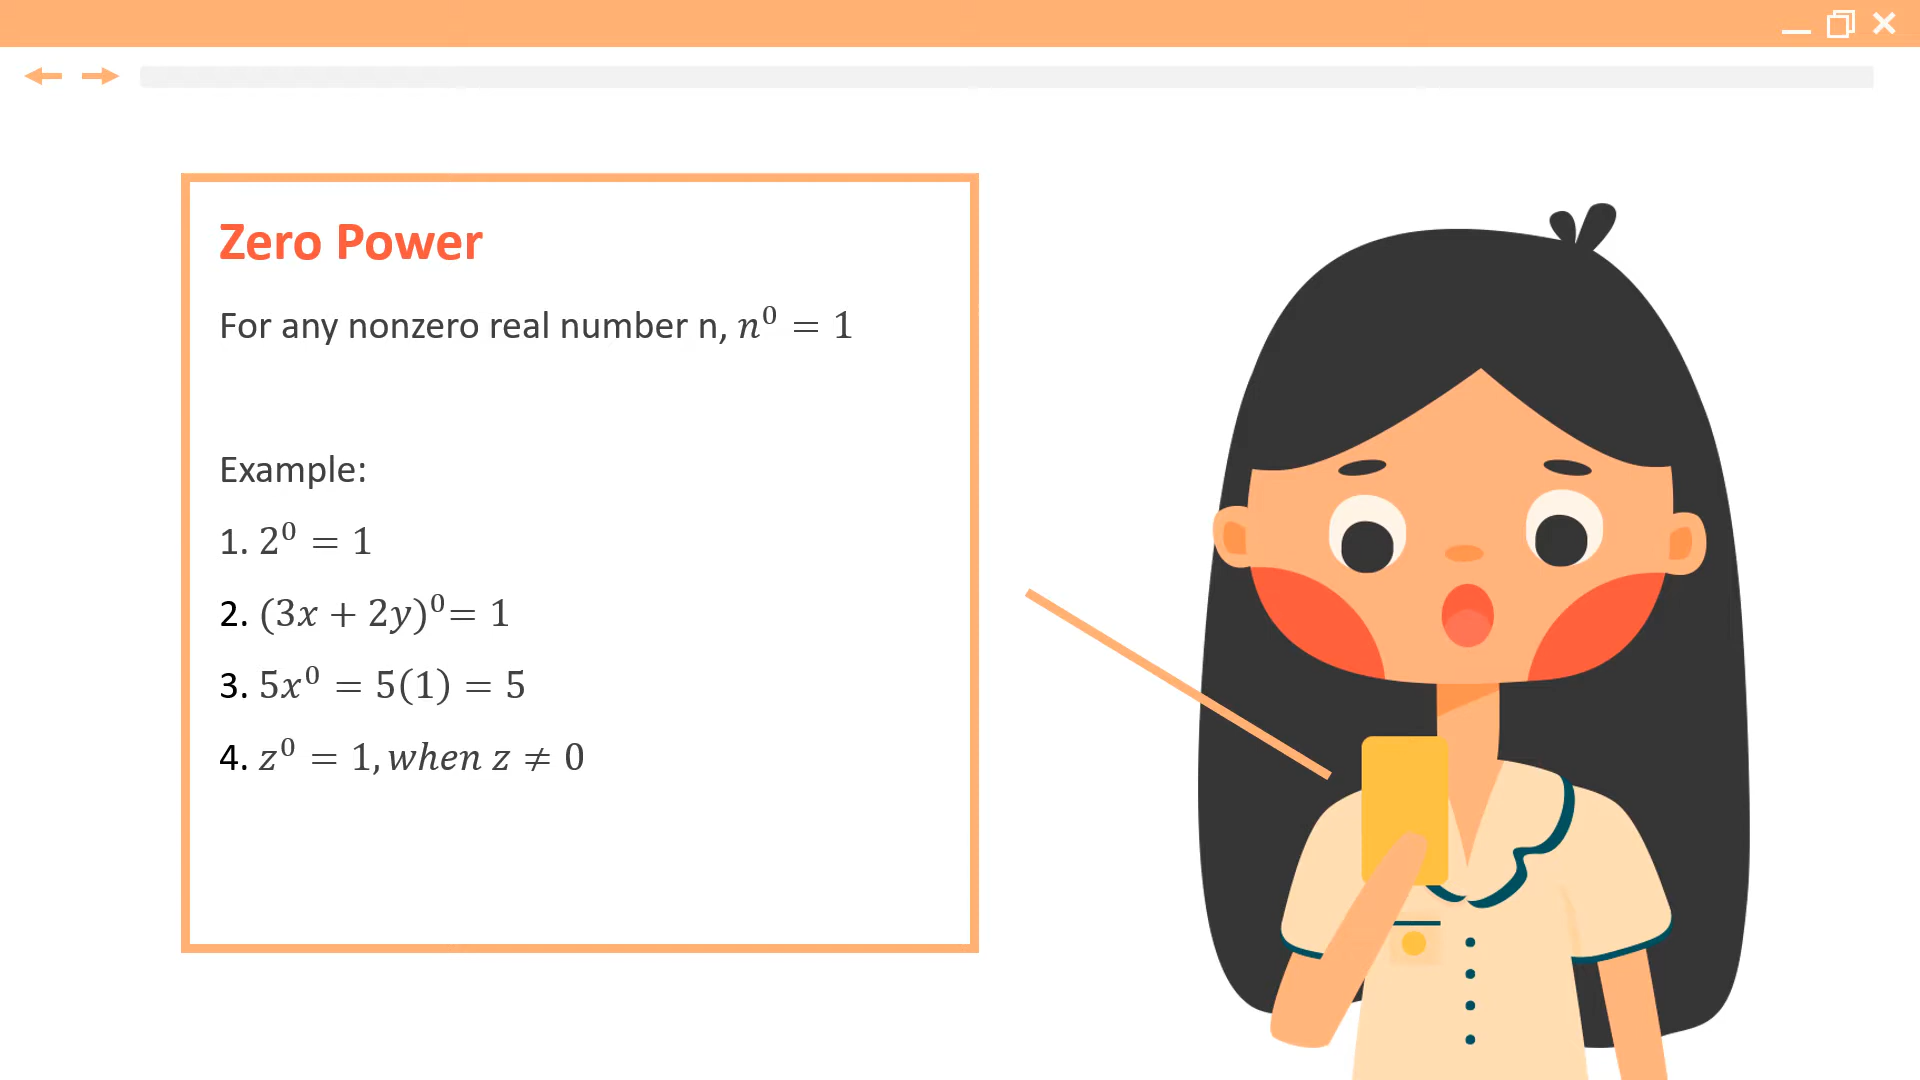 Zero Power
For any nonzero real number n, n⁰ = 1
Example:
1. 2⁰ = 1
2. (3x + 2y)⁰= 1
3. 5x⁰ = 5(1) = 5
4. z⁰ = 1, when z ≠ 0